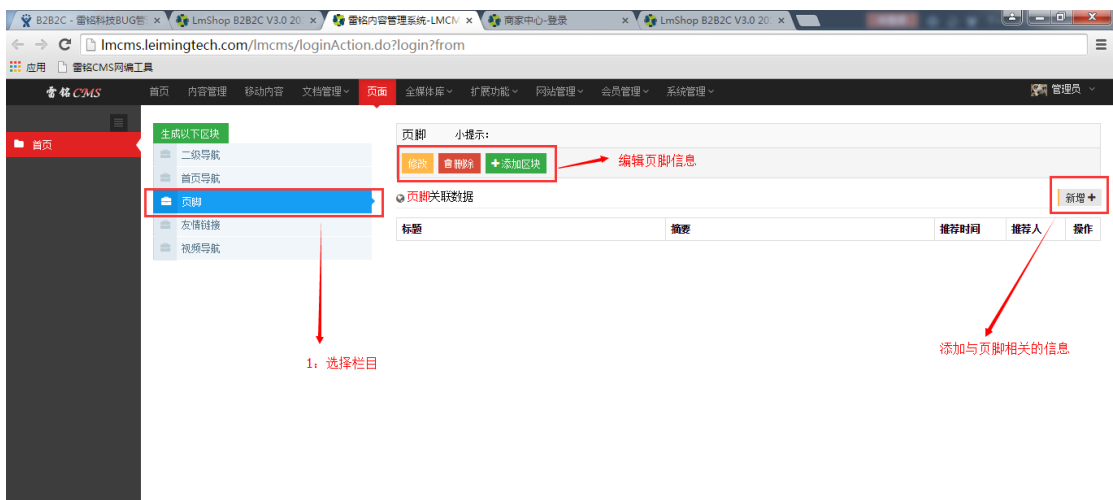 B2B2C - 雷铭科技BUG管
LmShop B2B2C V3.0 20
雷铭内容管理系统-LMCM
商家中心-登录
LmShop B2B2C V3.0 20
lmcms.leimingtech.com/lmcms/loginAction.do?login?from
应用 雷铭CMS网编工具
雷铭CMS 首页 内容管理 移动内容 文档管理 页面 全媒体库 扩展功能 网站管理 会员管理 系统管理 管理员
首页
生成以下区块
二级导航
首页导航
页脚
友情链接
视频导航
页脚 小提示：
修改 删除 +添加区块
编辑页脚信息
页脚关联数据
新增+
标题 摘要 推荐时间 推荐人 操作
1：选择栏目
添加与页脚相关的信息